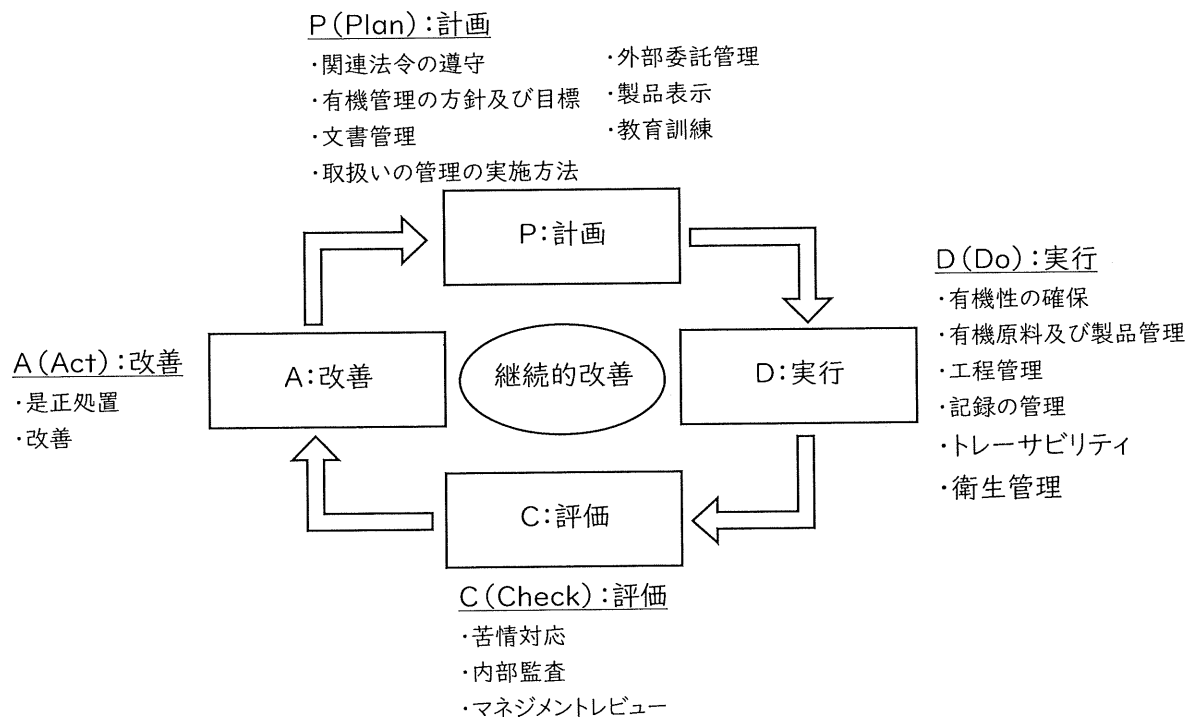 P(Plan):計画
・関連法令の遵守
・有機管理の方針及び目標
・文書管理
・取扱いの管理の実施方法
・外部委託管理
・製品表示
・教育訓練
P:計画
D(Do):実行
・有機性の確保
・有機原料及び製品管理
・工程管理
・記録の管理
・トレーサビリティ
・衛生管理
A(Act):改善
・是正処置
・改善
A:改善
継続的改善
D:実行
C:評価
C(Check):評価
・苦情対応
・内部監査
・マネジメントレビュー